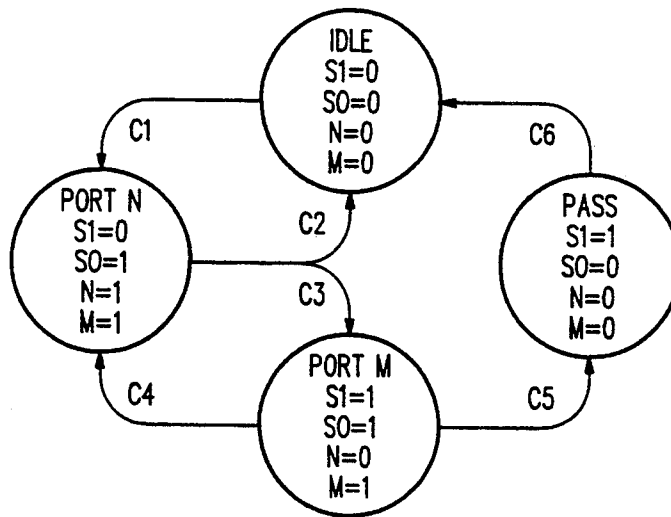 IDLE
S1=0
S0=0
N=0
M=0
C1
C6
PORT N
S1=0
S0=1
N=1
M=1
C2
C3
PASS
S1=1
S0=0
N=0
M=0
C4
PORT M
S1=1
S0=1
N=0
M=1
C5